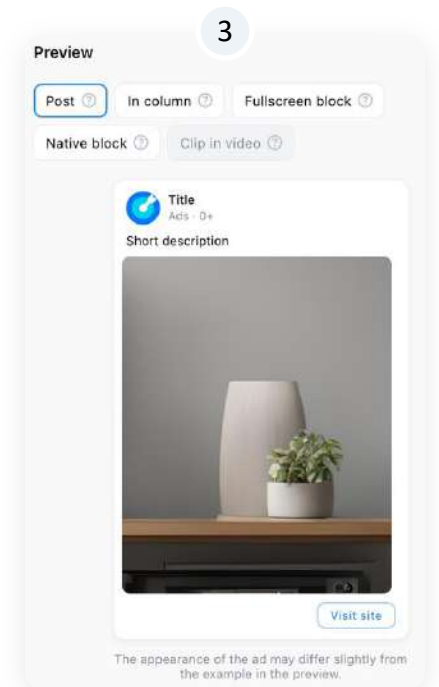 3
Preview
Post In column Fullscreen block
Native block Clip in video
Title
Ads · 0+
Short description
Visit site
The appearance of the ad may differ slightly from
the example in the preview.